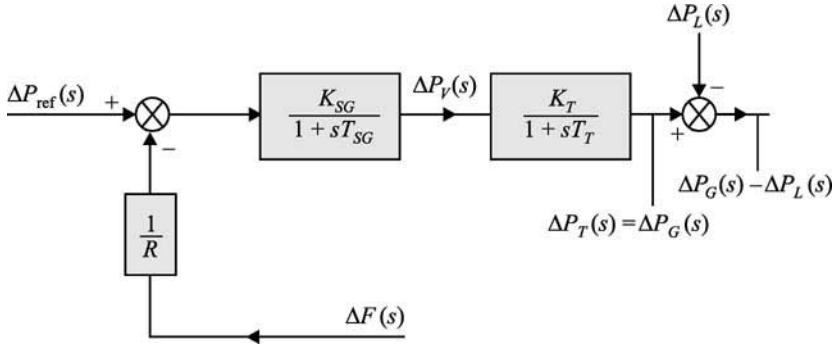 ΔP_L(s)
ΔP_ref(s)
+
−
K_SG
1 + sT_SG
ΔP_V(s)
K_T
1 + sT_T
−
+
ΔP_G(s) − ΔP_L(s)
ΔP_T(s) = ΔP_G(s)
1
R
ΔF(s)